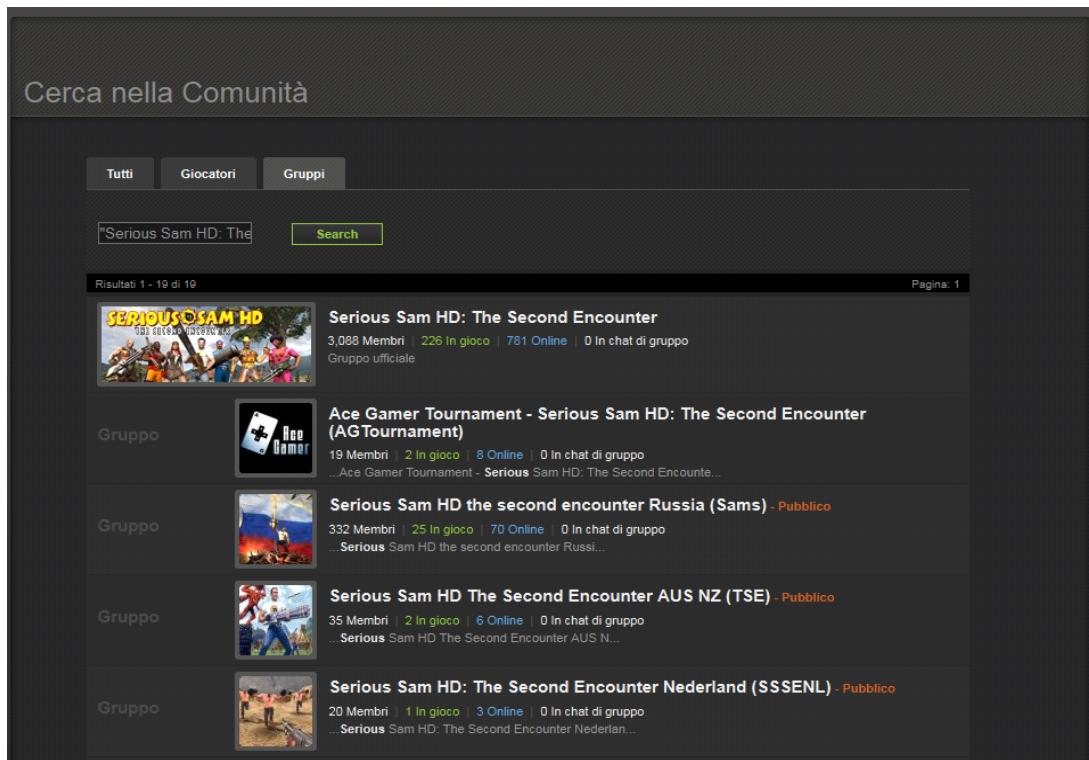 Cerca nella Comunità
Tutti Giocatori Gruppi
"Serious Sam HD: The Search
Risultati 1 - 19 di 19 Pagina: 1
SERIOUS SAM HD
THE SECOND ENCOUNTER
Serious Sam HD: The Second Encounter
3,088 Membri | 226 In gioco | 781 Online | 0 In chat di gruppo
Gruppo ufficiale
Gruppo
Ace Gamer
Ace Gamer Tournament - Serious Sam HD: The Second Encounter
(AGTournament)
19 Membri | 2 In gioco | 8 Online | 0 In chat di gruppo
...Ace Gamer Tournament - Serious Sam HD: The Second Encounte...
Gruppo
Serious Sam HD the second encounter Russia (Sams) - Pubblico
332 Membri | 25 In gioco | 70 Online | 0 In chat di gruppo
...Serious Sam HD the second encounter Russi...
Gruppo
Serious Sam HD The Second Encounter AUS NZ (TSE) - Pubblico
35 Membri | 2 In gioco | 6 Online | 0 In chat di gruppo
...Serious Sam HD The Second Encounter AUS N...
Gruppo
Serious Sam HD: The Second Encounter Nederland (SSSENL) - Pubblico
20 Membri | 1 In gioco | 3 Online | 0 In chat di gruppo
...Serious Sam HD: The Second Encounter Nederlan...